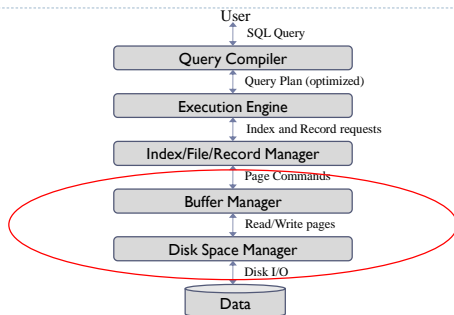 User
SQL Query
Query Compiler
Query Plan (optimized)
Execution Engine
Index and Record requests
Index/File/Record Manager
Page Commands
Buffer Manager
Read/Write pages
Disk Space Manager
Disk I/O
Data